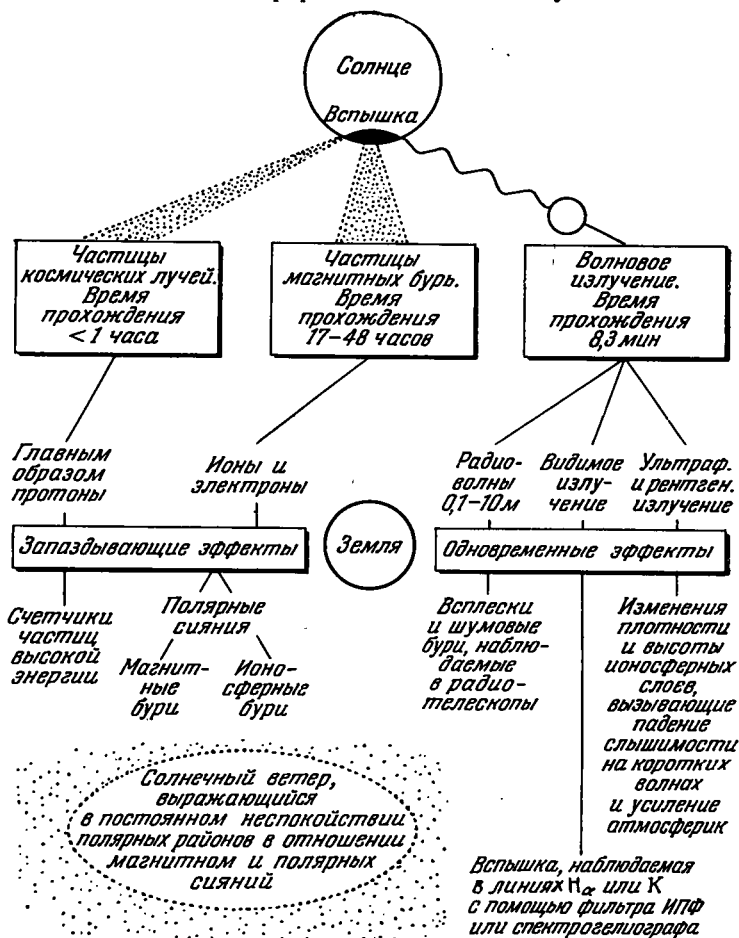 Солнце
Вспышка
Частицы
космических лучей.
Время
прохождения
< 1 часа
Частицы
магнитных бурь.
Время
прохождения
17–48 часов
Волновое
излучение.
Время
прохождения
8,3 мин
Главным
образом
протоны
Ионы и
электроны
Радио-
волны
0,1–10 м
Видимое
излу-
чение
Ультраф.
и рентген.
излучение
Запаздывающие эффекты
Земля
Одновременные эффекты
Счетчики
частиц
высокой
энергии
Полярные
сияния
Магнит-
ные
бури
Ионо-
сферные
бури
Всплески
и шумовые
бури, наблю-
даемые
в радио-
телескопы
Изменения
плотности
и высоты
ионосферных
слоев,
вызывающие
падение
слышимости
на коротких
волнах
и усиление
атмосферик
Солнечный ветер,
выражающийся
в постоянном неспокойствии
полярных районов в отношении
магнитном и полярных
сияний
Вспышка, наблюдаемая
в линиях Hα или K
с помощью фильтра ИПФ
или спектрогелиографа